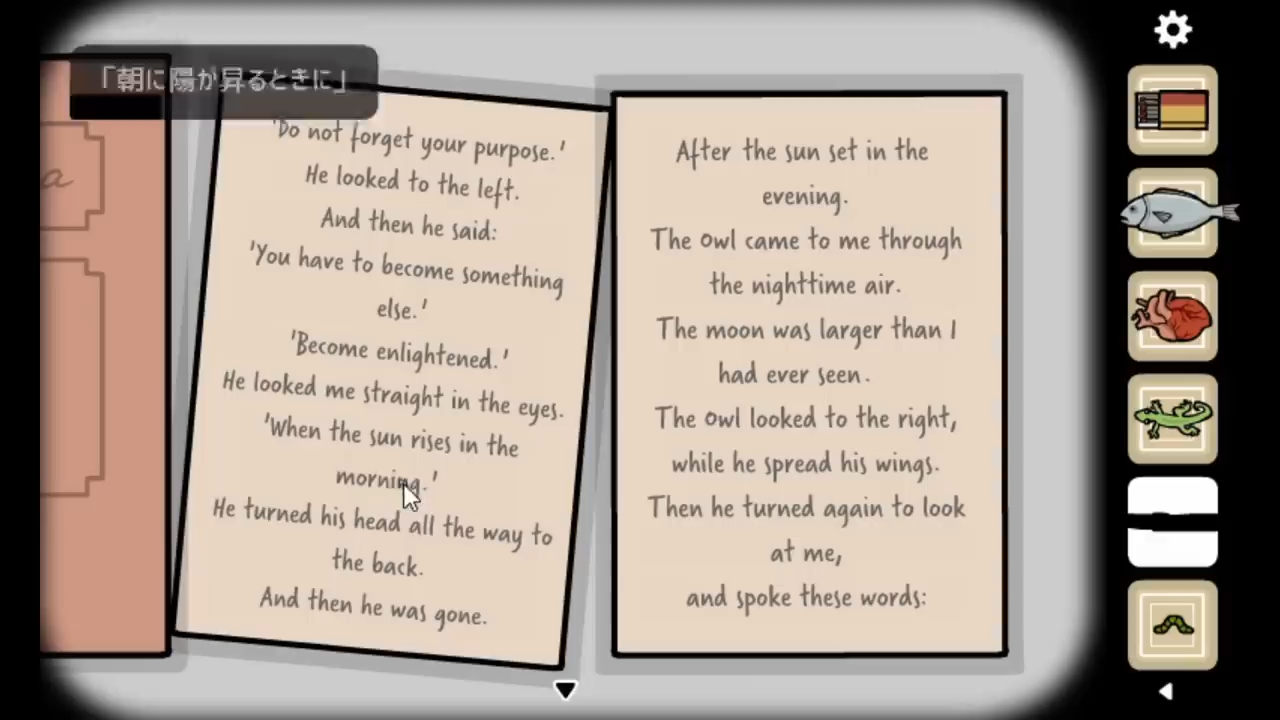 「朝に陽が昇るときに」
a
'Do not forget your purpose.'
He looked to the left.
And then he said:
'You have to become something
else.'
'Become enlightened.'
He looked me straight in the eyes.
'When the sun rises in the
morning.'
He turned his head all the way to
the back.
And then he was gone.
After the sun set in the
evening.
The Owl came to me through
the nighttime air.
The moon was larger than I
had ever seen.
The Owl looked to the right,
while he spread his wings.
Then he turned again to look
at me,
and spoke these words: